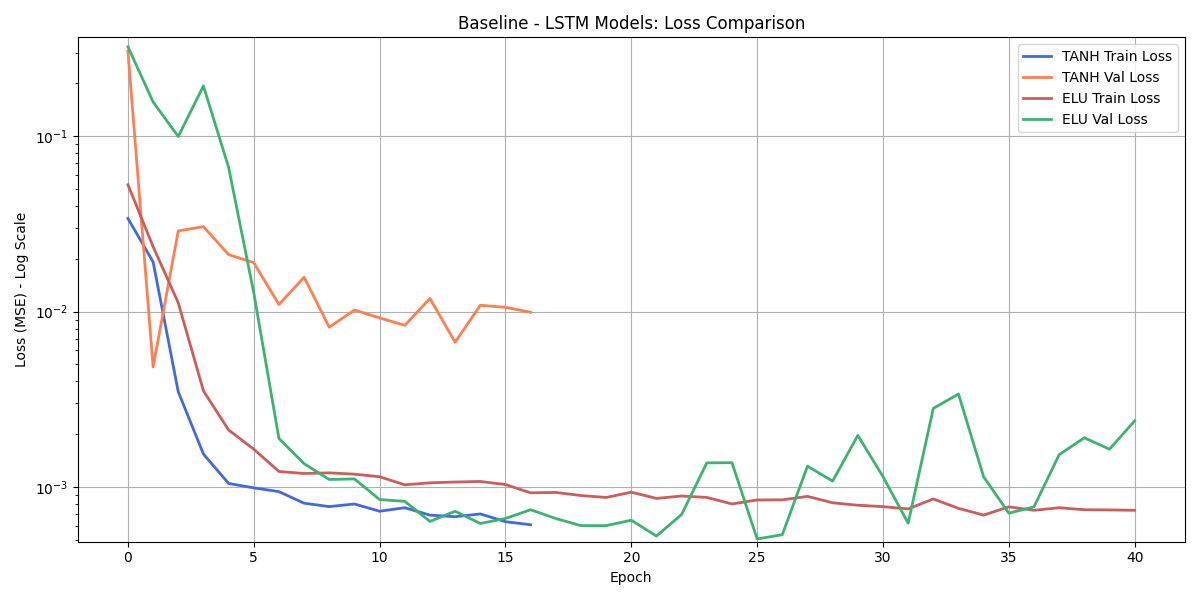 Baseline - LSTM Models: Loss Comparison
TANH Train Loss
TANH Val Loss
ELU Train Loss
ELU Val Loss
Loss (MSE) - Log Scale
10⁻¹
10⁻²
10⁻³
0 5 10 15 20 25 30 35 40
Epoch